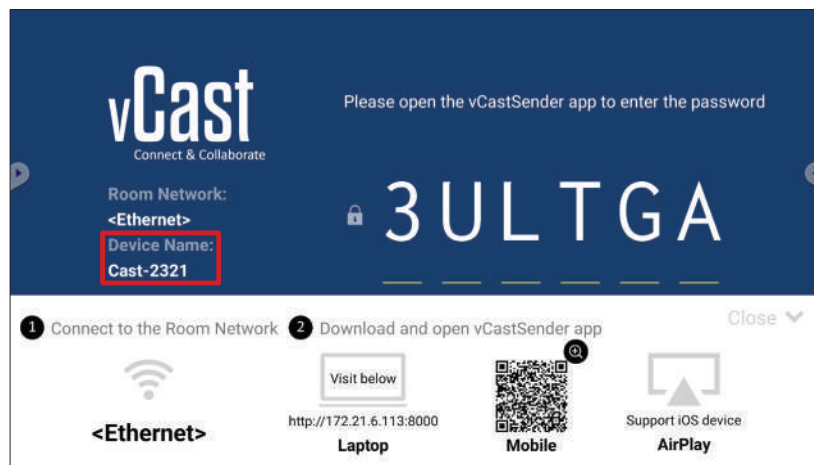 vCast
Connect & Collaborate
Please open the vCastSender app to enter the password
Room Network:
<Ethernet>
Device Name:
Cast-2321
3ULTGA
1 Connect to the Room Network
2 Download and open vCastSender app
Close
<Ethernet>
Visit below
http://172.21.6.113:8000
Laptop
Mobile
Support iOS device
AirPlay